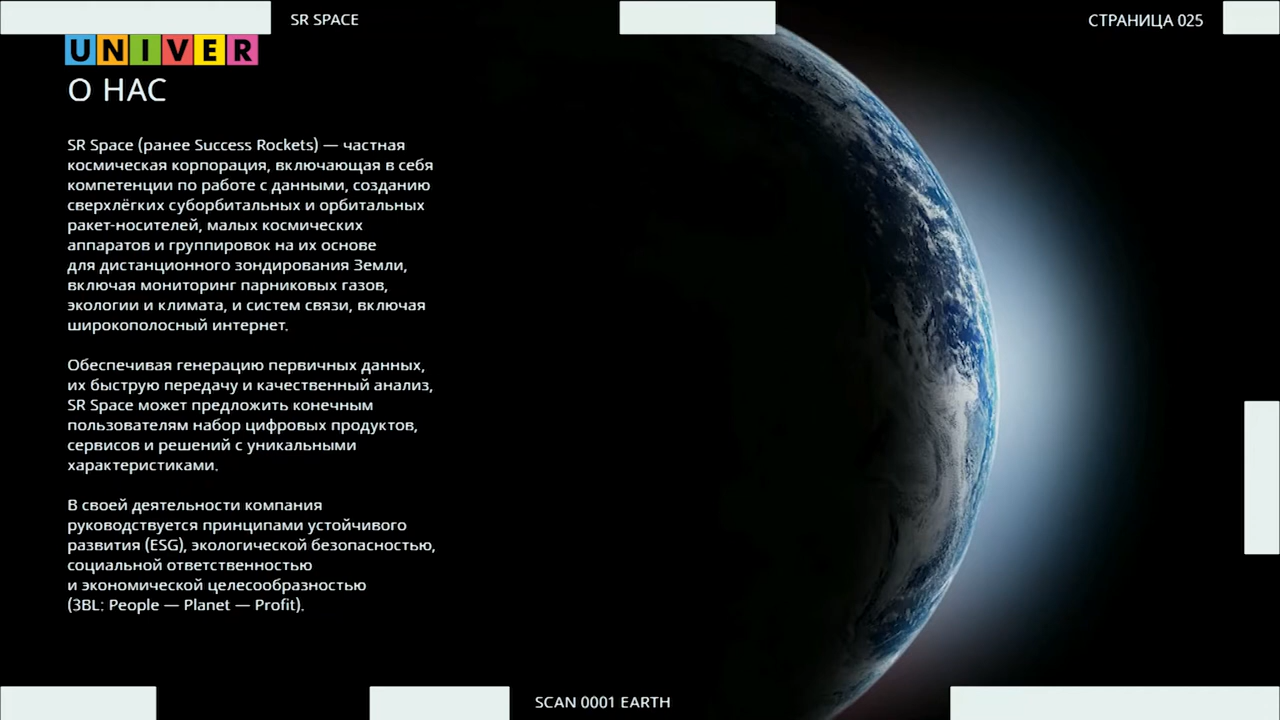 SR SPACE
СТРАНИЦА 025
UNIVER
О НАС
SR Space (ранее Success Rockets) — частная
космическая корпорация, включающая в себя
компетенции по работе с данными, созданию
сверхлёгких суборбитальных и орбитальных
ракет-носителей, малых космических
аппаратов и группировок на их основе
для дистанционного зондирования Земли,
включая мониторинг парниковых газов,
экологии и климата, и систем связи, включая
широкополосный интернет.
Обеспечивая генерацию первичных данных,
их быструю передачу и качественный анализ,
SR Space может предложить конечным
пользователям набор цифровых продуктов,
сервисов и решений с уникальными
характеристиками.
В своей деятельности компания
руководствуется принципами устойчивого
развития (ESG), экологической безопасностью,
социальной ответственностью
и экономической целесообразностью
(3BL: People — Planet — Profit).
SCAN 0001 EARTH